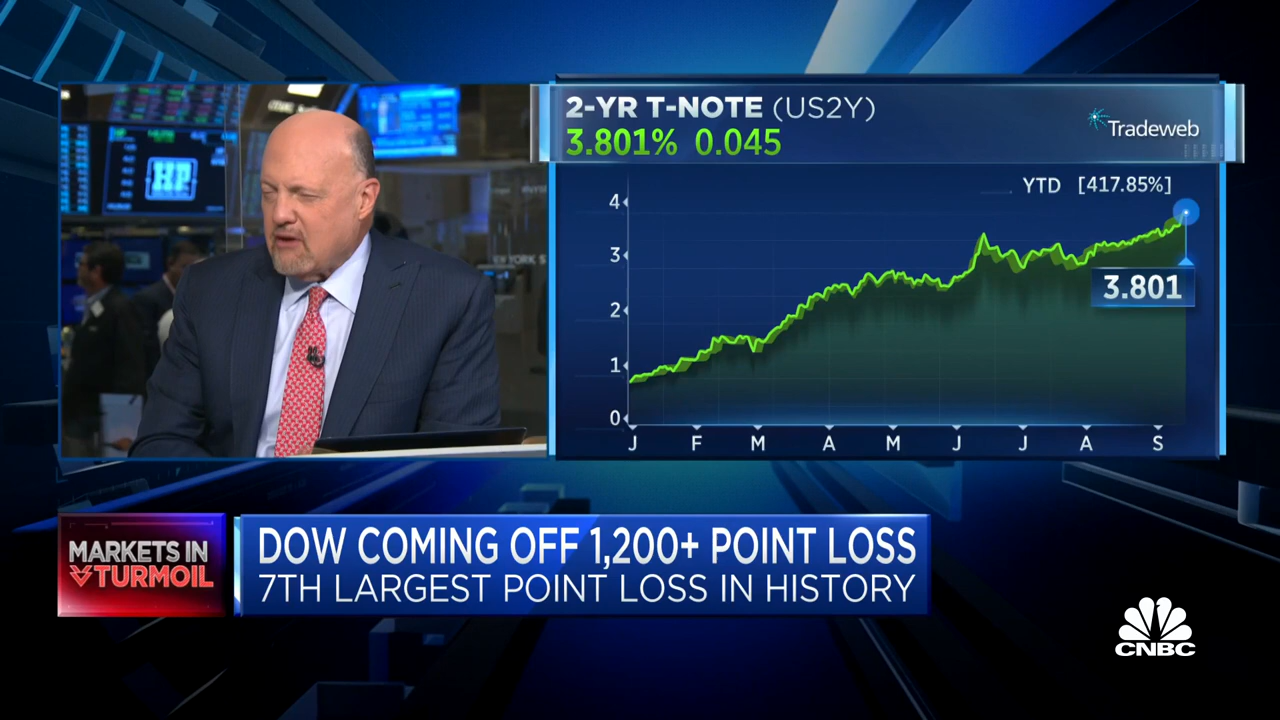 2-YR T-NOTE (US2Y)
3.801% 0.045
Tradeweb
YTD [417.85%]
4
3
2
1
0
3.801
J F M A M J J A S
HP
MARKETS IN
TURMOIL
DOW COMING OFF 1,200+ POINT LOSS
7TH LARGEST POINT LOSS IN HISTORY
CNBC